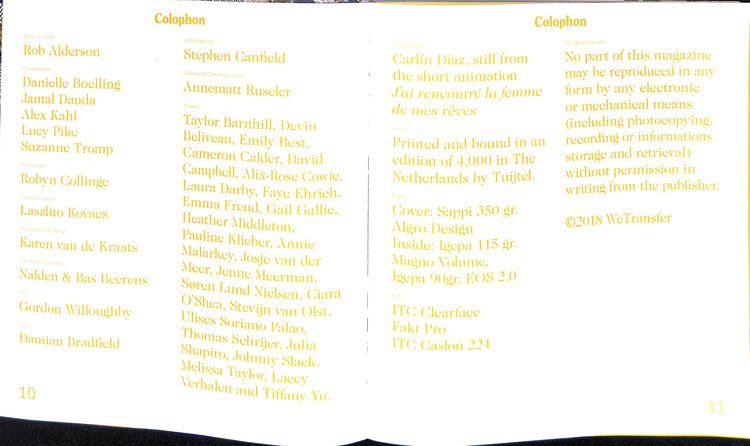 Colophon
Editor-in-chief
Rob Alderson
Danielle Boelling
Jamal Dauda
Alex Kahl
Lucy Pike
Suzanne Tromp
Robyn Collinge
Creative Director
Laszlito Kovacs
Art Direction & Design
Karen van de Kraats
WeTransfer Founders
Nalden & Bas Beerens
CEO
Gordon Willoughby
Damian Bradfield
10
VP Marketing
Stephen Canfield
Director of Communications
Annematt Ruseler
Thanks
Taylor Barnhill, Devin
Beliveau, Emily Best,
Cameron Calder, David
Campbell, Alix-Rose Cowie,
Laura Darby, Faye Ehrich,
Emma Freud, Gail Gallie,
Heather Middleton,
Pauline Klieber, Annie
Malarkey, Josje van der
Meer, Jenne Meerman,
Søren Lund Nielsen, Ciara
O'Shea, Stevijn van Olst,
Ulises Soriano Palao,
Thomas Schrijer, Julia
Shapiro, Johnny Slack,
Melissa Taylor, Lacey
Verhalen and Tiffany Yu.
Colophon
Carlín Díaz, still from
the short animation
J'ai rencontré la femme
de mes rêves
Printed and bound in an
edition of 4,000 in The
Netherlands by Tuijtel.
Cover: Sappi 350 gr.
Algro Design
Inside: Igepa 115 gr.
Magno Volume,
Igepa 90gr. EOS 2.0
ITC Clearface
Fakt Pro
ITC Caslon 224
All rights reserved
No part of this magazine
may be reproduced in any
form by any electronic
or mechanical means
(including photocopying,
recording or informations
storage and retrieval)
without permission in
writing from the publisher.
©2018 WeTransfer
11